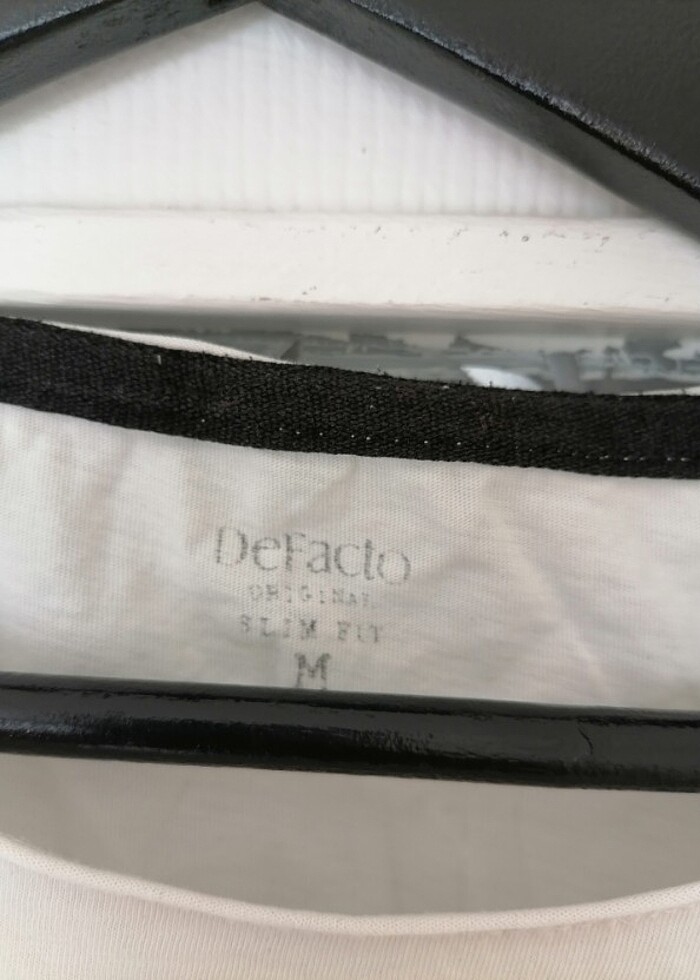 DeFacto
ORIGINAL
SLIM FIT
M